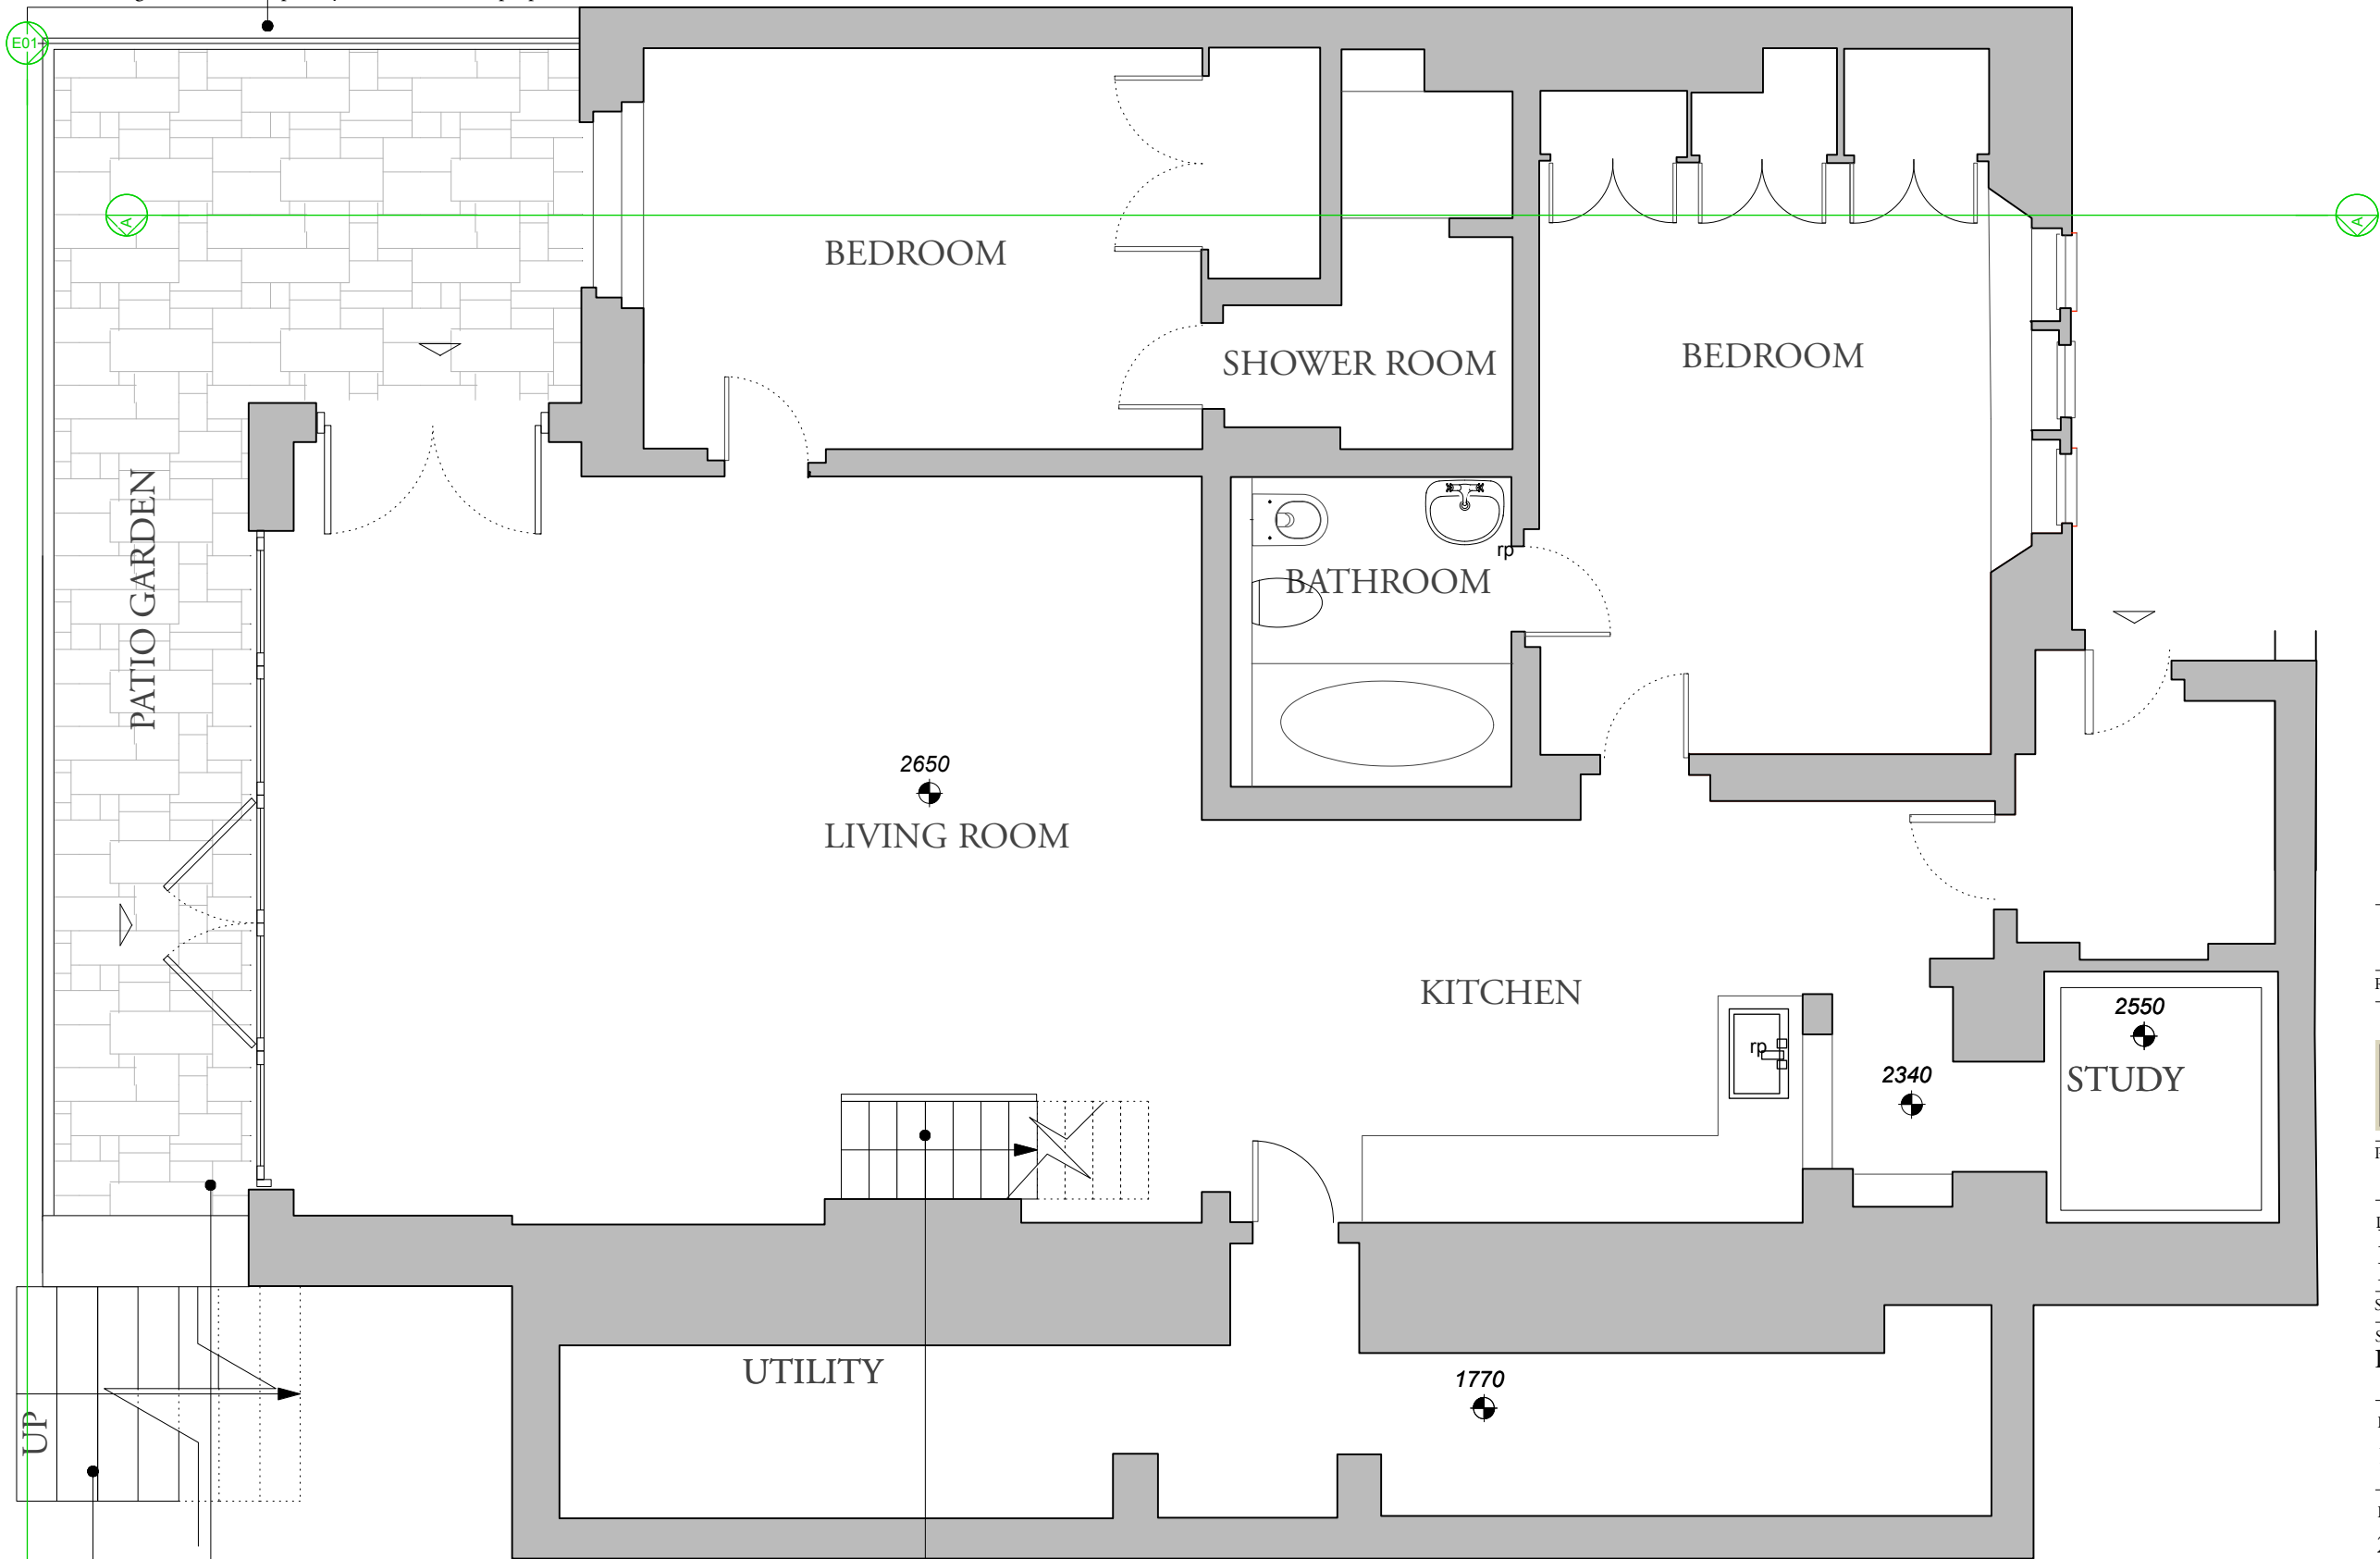 E01
A
A
BEDROOM
SHOWER ROOM
BEDROOM
PATIO GARDEN
rp
BATHROOM
2650
LIVING ROOM
KITCHEN
2550
rp
STUDY
2340
UTILITY
1770
UP